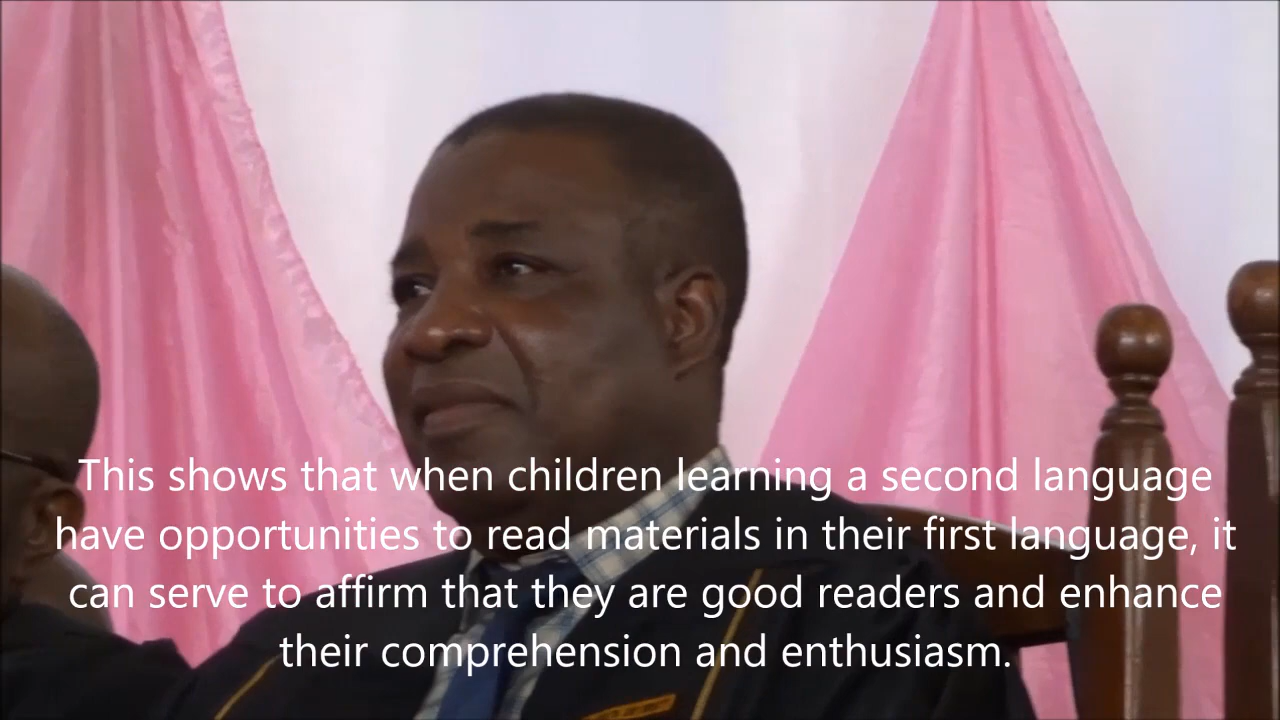 This shows that when children learning a second language
have opportunities to read materials in their first language, it
can serve to affirm that they are good readers and enhance
their comprehension and enthusiasm.